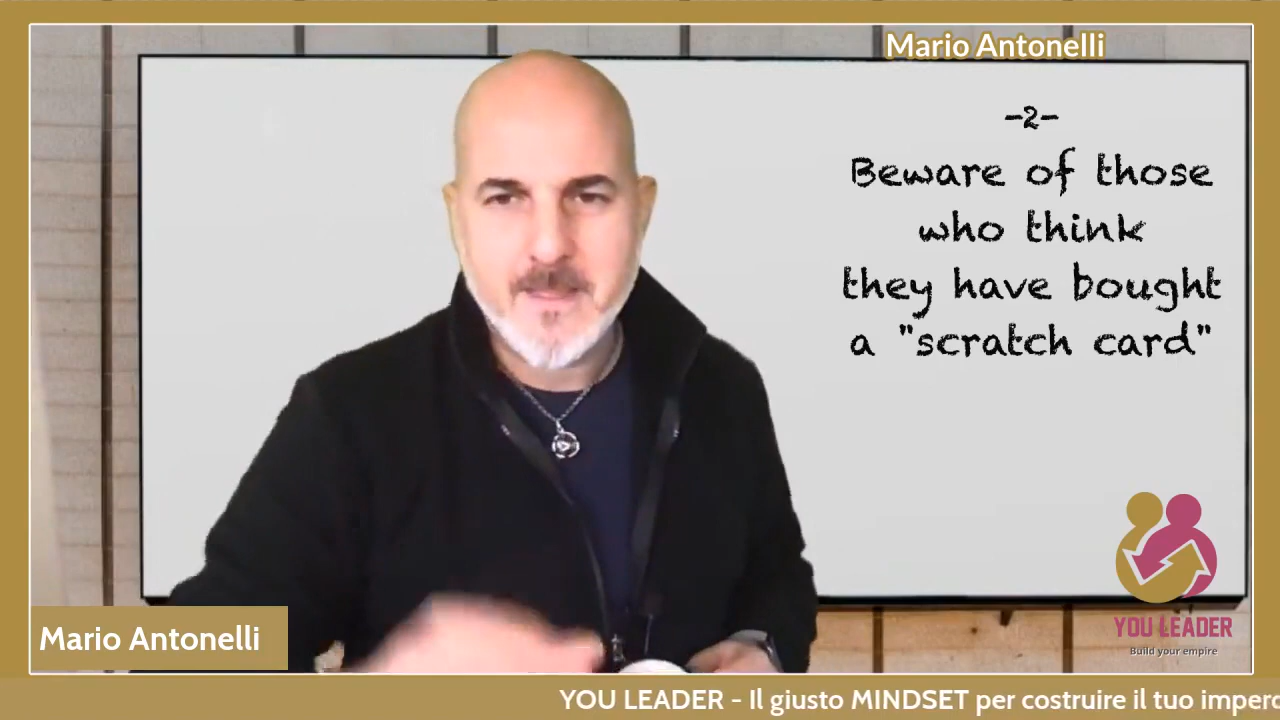 Mario Antonelli
-2-
Beware of those
who think
they have bought
a "scratch card"
YOU LEADER
Build your empire
Mario Antonelli
YOU LEADER - Il giusto MINDSET per costruire il tuo impero